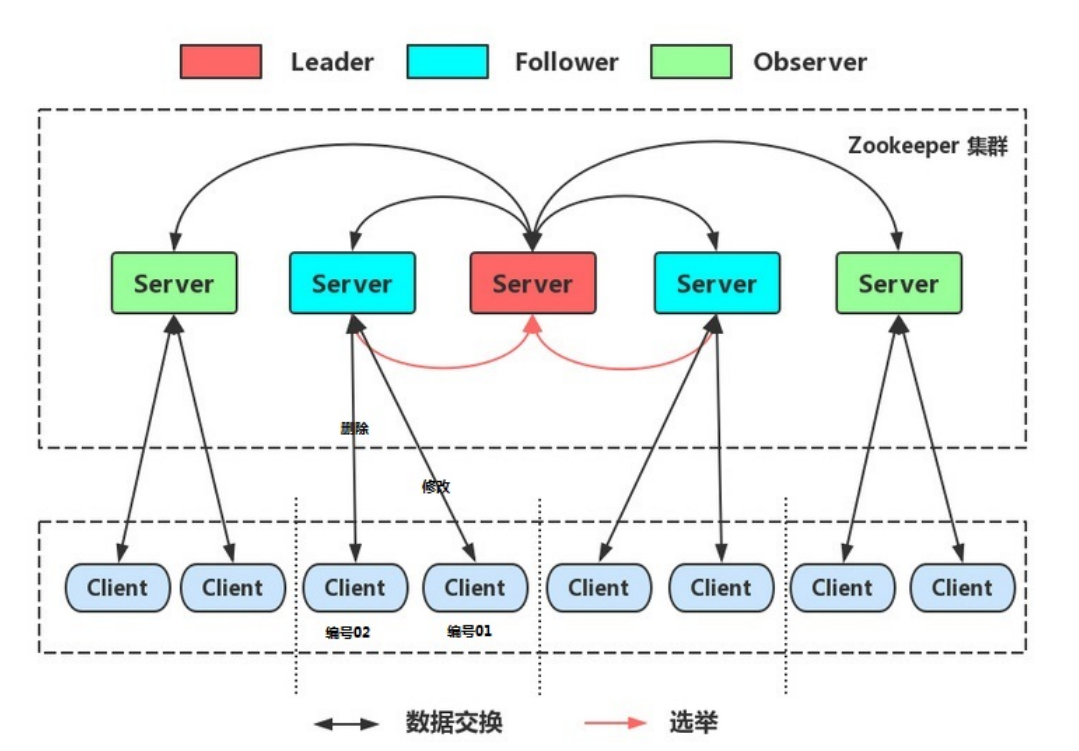 Leader Follower Observer
Zookeeper 集群
Server Server Server Server Server
删除
修改
Client Client Client Client Client Client Client Client
编号02 编号01
数据交换 选举